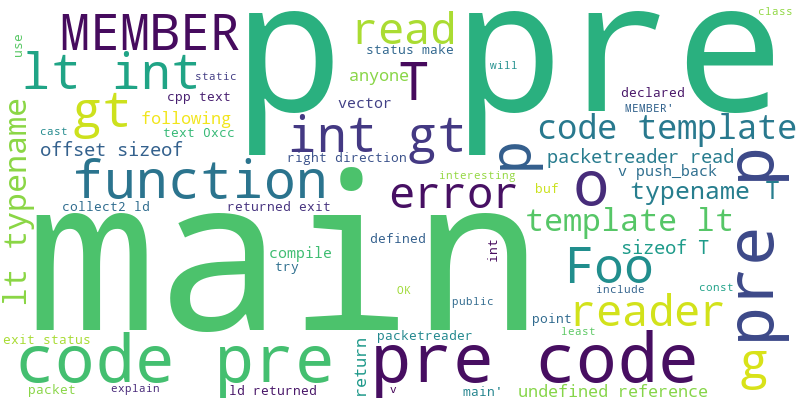 p pre
class
MEMBER
read
use
status make
lt int
T
will
static
anyone
gt
cpp text
vector
declared
MEMBER'
following
int gt
code template
cast
text 0xcc
offset sizeof
right direction
p
packetreader read
function
v push_back
interesting
error
o
buf
typename T
collect2 ld
returned exit
template lt
lt typename
main
defined
int
sizeof T
compile
try
Foo
pre p
OK
include
const
public
reader
point
least
exit status
packetreader
code pre
return
pre code
g
packet
explain
ld returned
v
main'
undefined reference